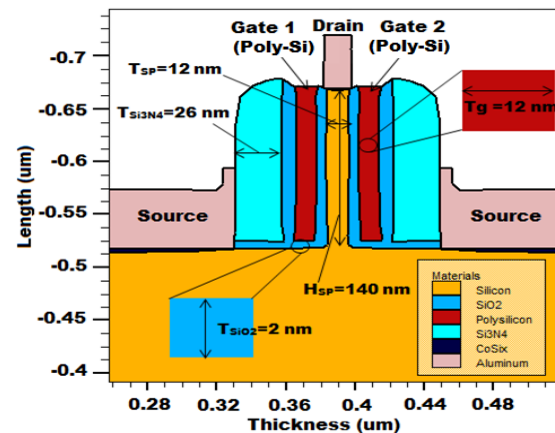 Gate 1
(Poly-Si)
Drain
Gate 2
(Poly-Si)
TSP=12 nm
TSi3N4=26 nm
Tg=12 nm
Source
Source
HSP=140 nm
TSiO2=2 nm
Materials
Silicon
SiO2
Polysilicon
Si3N4
CoSix
Aluminum
Length (um)
-0.7
-0.65
-0.6
-0.55
-0.5
-0.45
-0.4
0.28
0.32
0.36
0.4
0.44
0.48
Thickness (um)